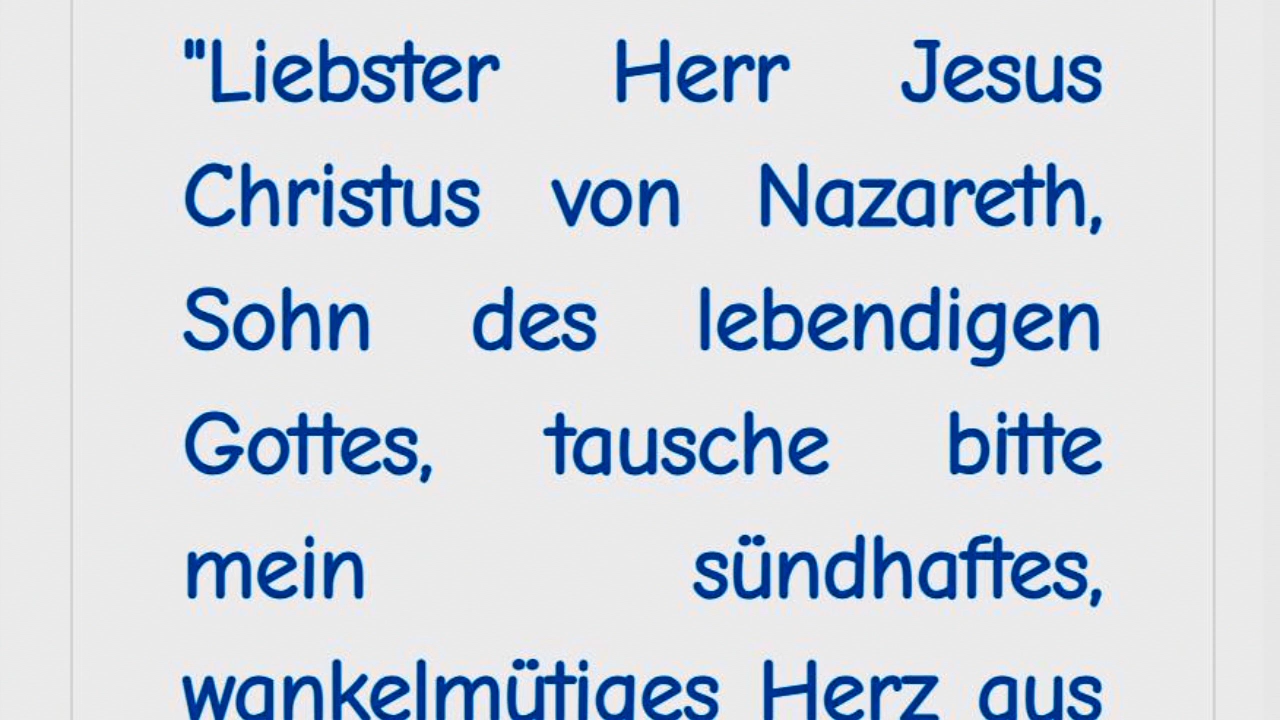 "Liebster Herr Jesus
Christus von Nazareth,
Sohn des lebendigen
Gottes, tausche bitte
mein sündhaftes,
wankelmütiges Herz aus